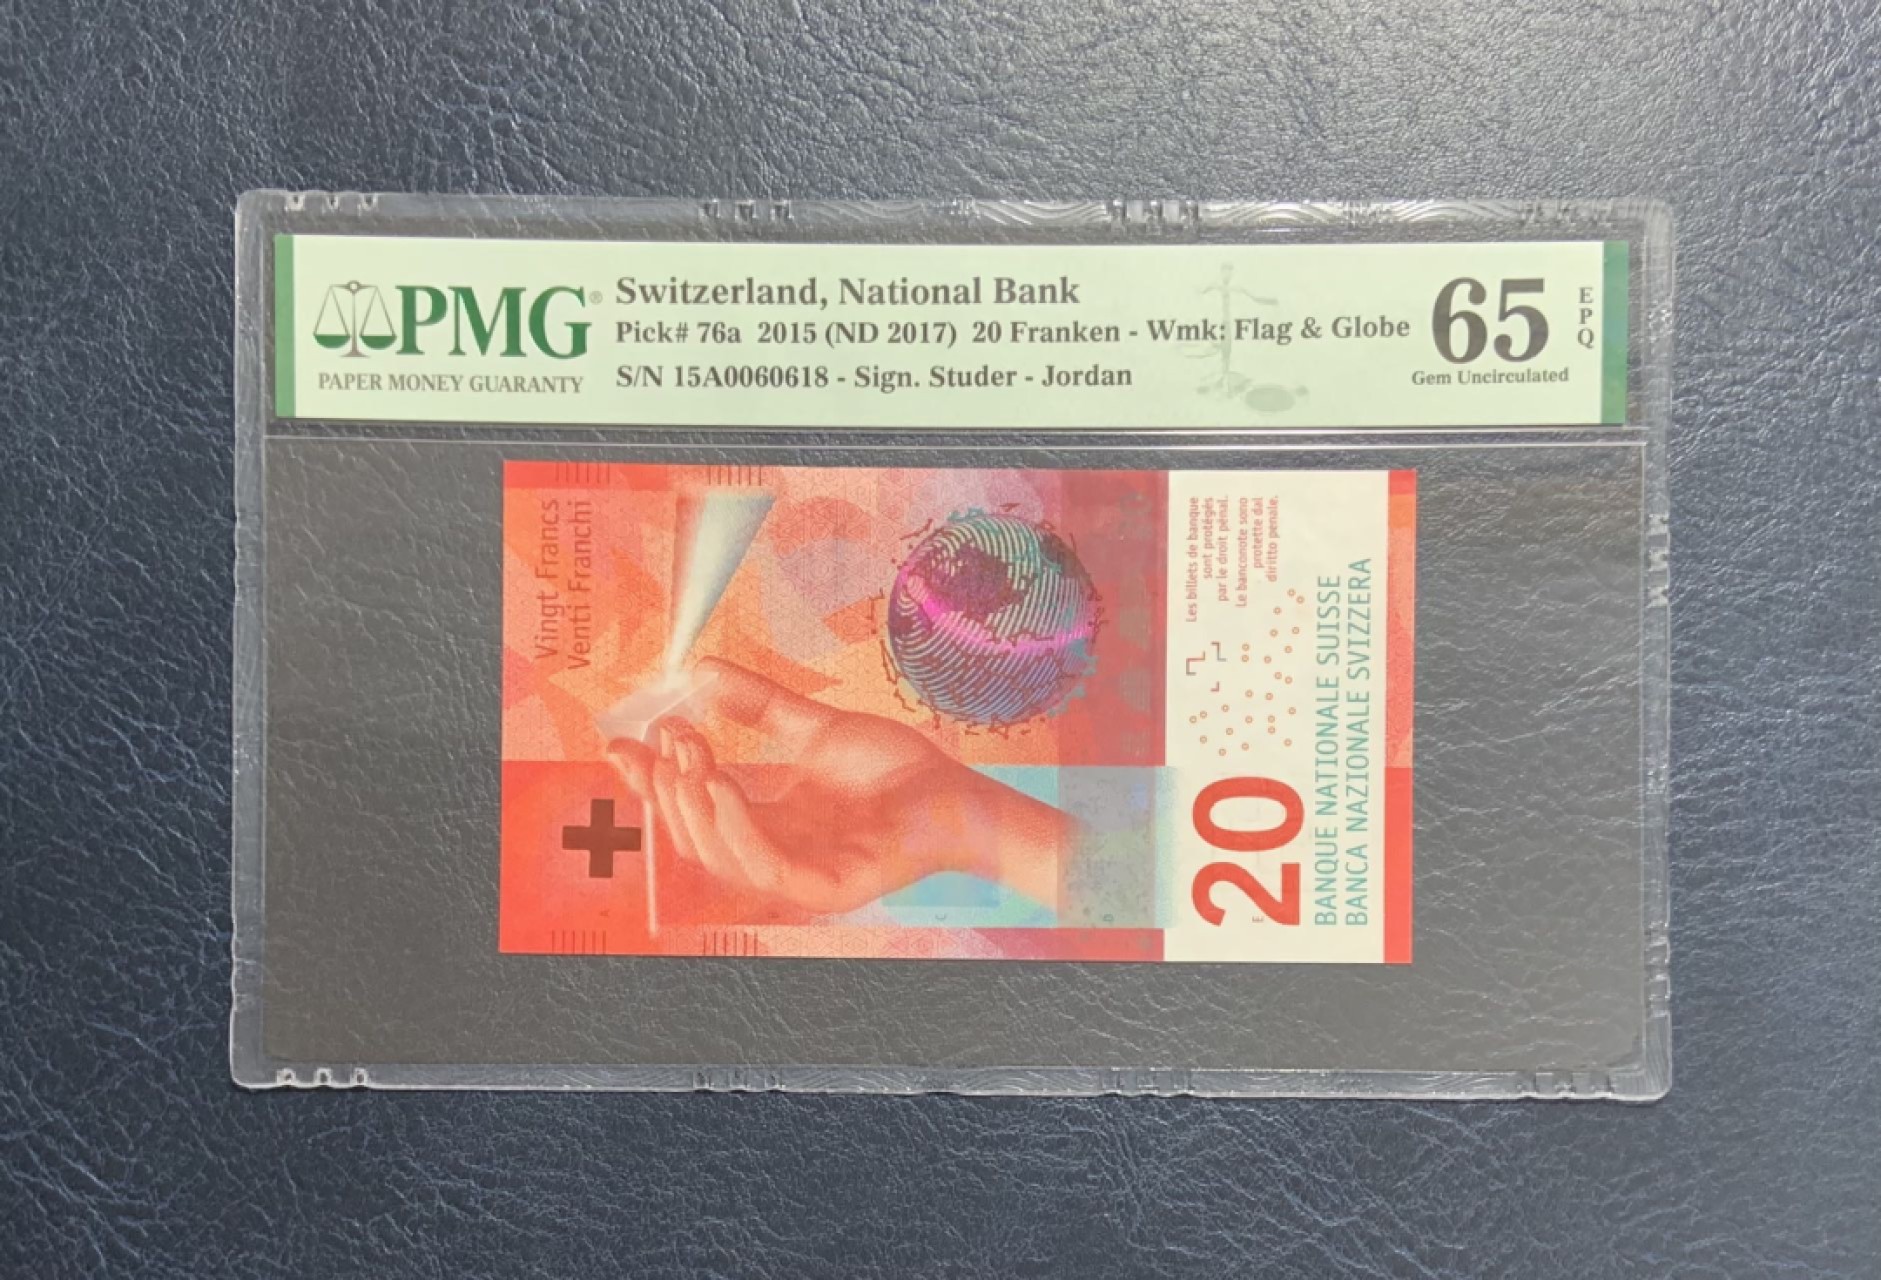 PMG®
PAPER MONEY GUARANTY
Switzerland, National Bank
Pick# 76a 2015 (ND 2017) 20 Franken - Wmk: Flag & Globe
S/N 15A0060618 - Sign. Studer - Jordan
65
EPQ
Gem Uncirculated
Vingt Francs
Venti Franchi
Les billets de banque
sont protégés
par le droit pénal.
Le banconote sono
protette dal
diritto penale.
20
BANQUE NATIONALE SUISSE
BANCA NAZIONALE SVIZZERA
A
B
C
D
E